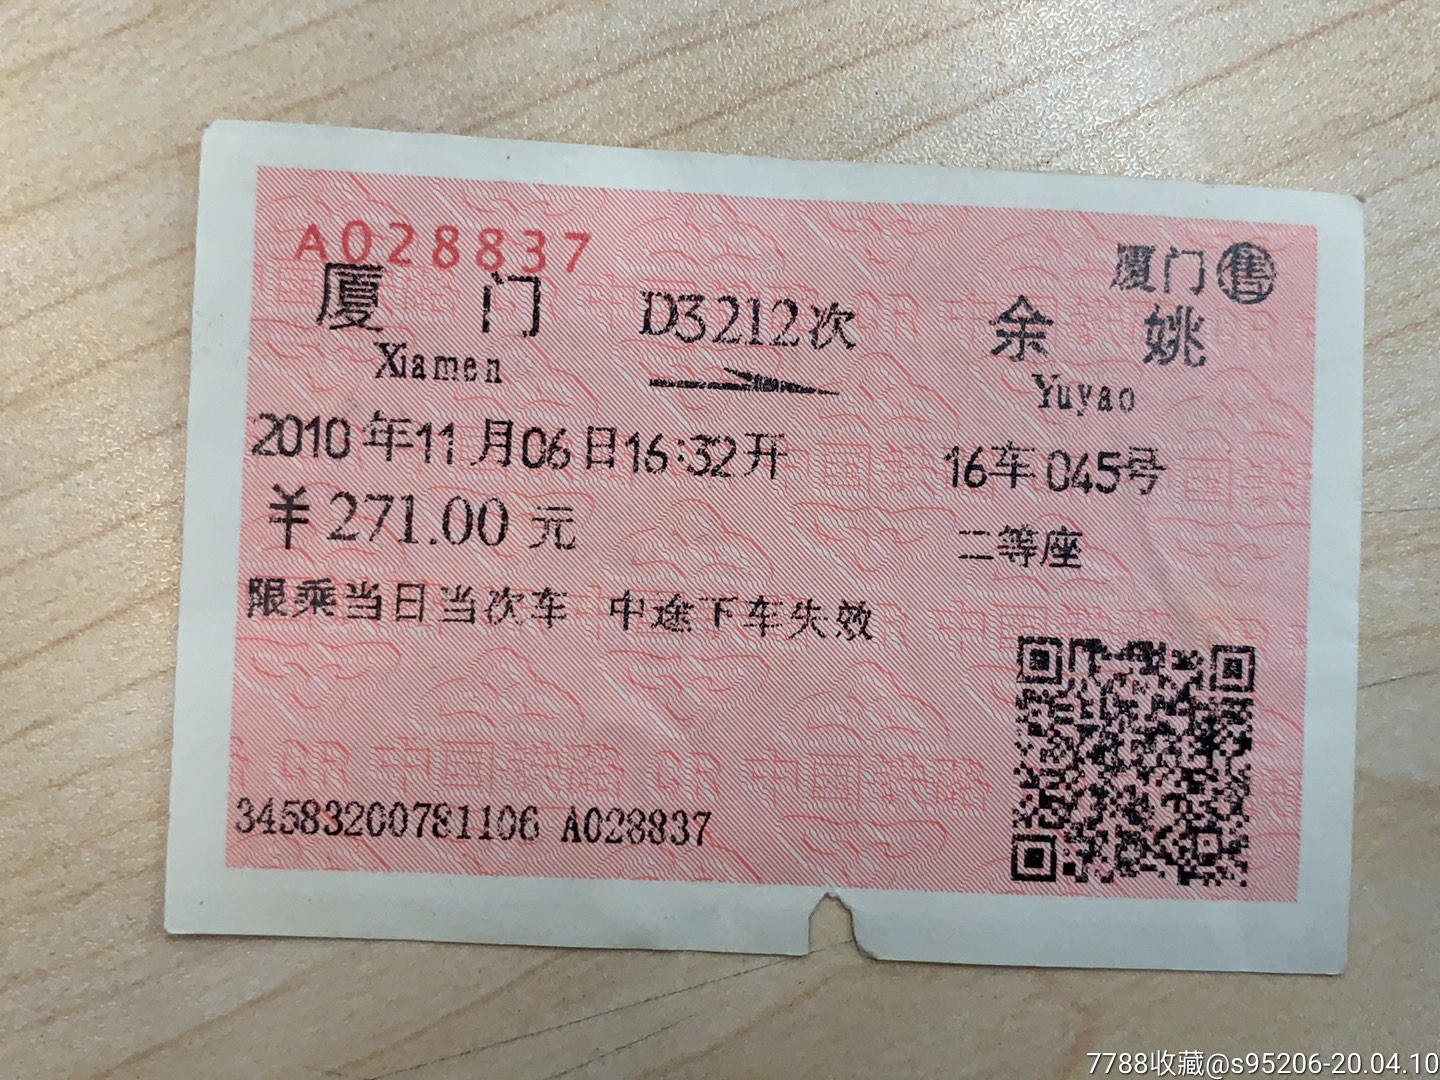 A028837
厦门售
厦门 D3212次 余姚
Xiamen Yuyao
2010年11月06日16:32开 16车045号
¥271.00元 二等座
限乘当日当次车 中途下车失效
34583200781106 A028837
7788收藏@s95206-20.04.10